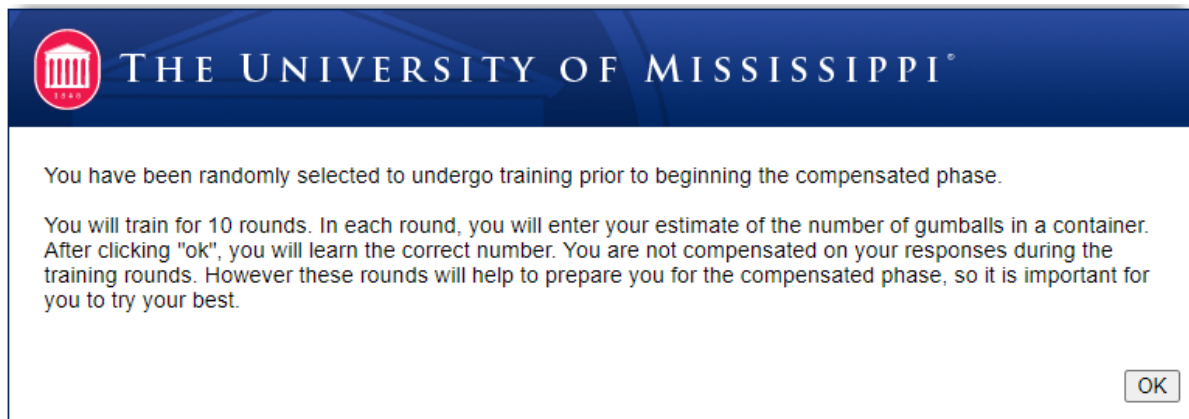 1848
THE UNIVERSITY OF MISSISSIPPI®
You have been randomly selected to undergo training prior to beginning the compensated phase.
You will train for 10 rounds. In each round, you will enter your estimate of the number of gumballs in a container.
After clicking "ok", you will learn the correct number. You are not compensated on your responses during the
training rounds. However these rounds will help to prepare you for the compensated phase, so it is important for
you to try your best.
OK